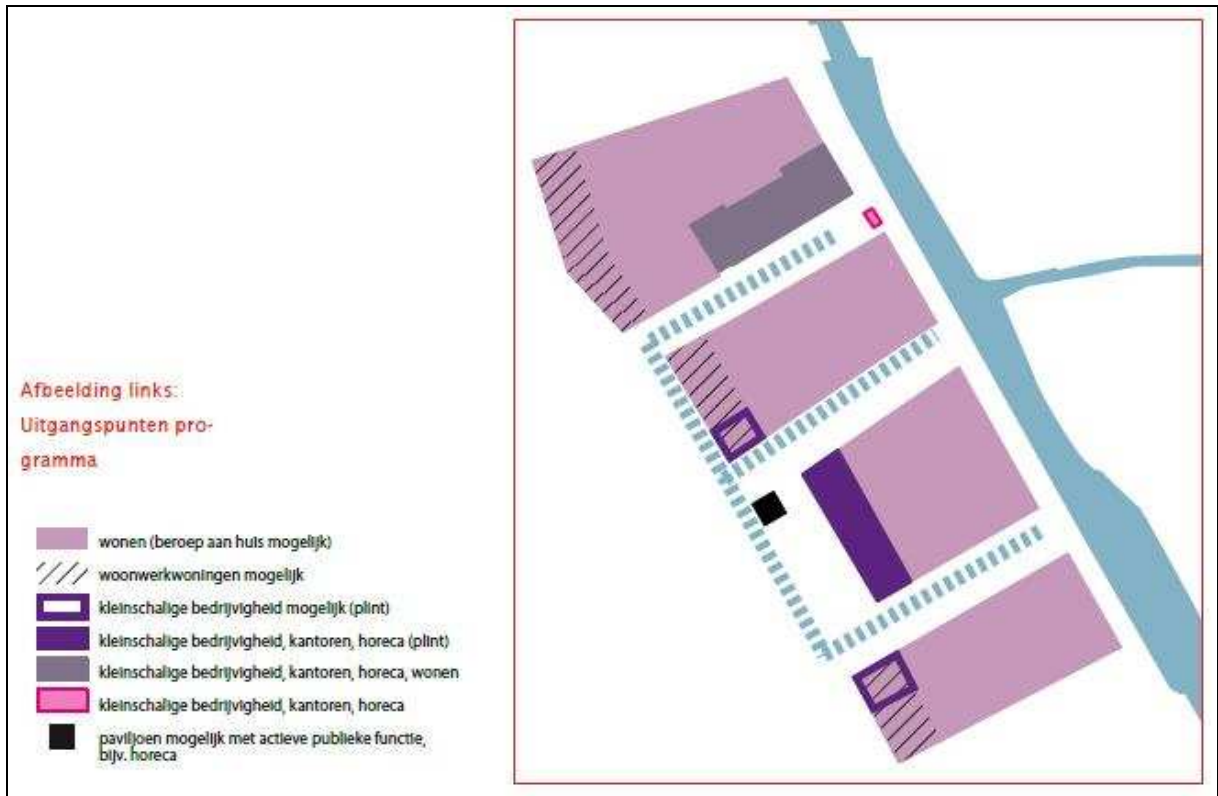 Afbeelding links:
Uitgangspunten pro-
gramma
wonen (beroep aan huis mogelijk)
woonwerkwoningen mogelijk
kleinschalige bedrijvigheid mogelijk (plint)
kleinschalige bedrijvigheid, kantoren, horeca (plint)
kleinschalige bedrijvigheid, kantoren, horeca, wonen
kleinschalige bedrijvigheid, kantoren, horeca
paviljoen mogelijk met actieve publieke functie,
bijv. horeca